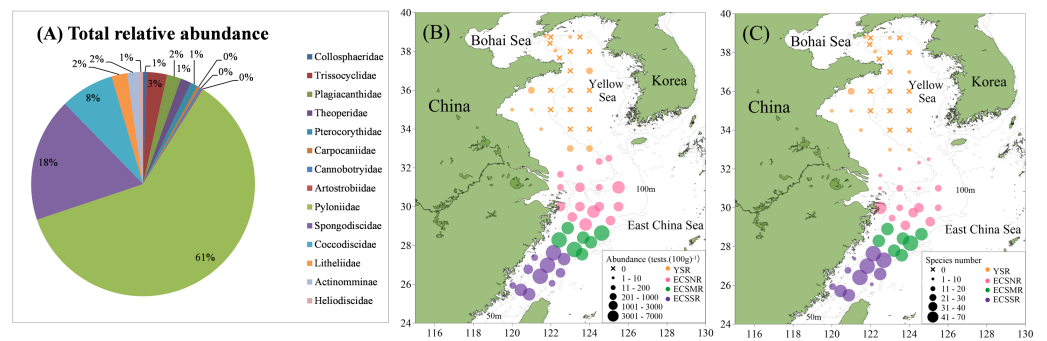 (A) Total relative abundance
2%
2%
1%
1%
3%
2%
1%
1%
0%
0%
0%
8%
18%
61%
Collosphaeridae
Trissocyclidae
Plagiacanthidae
Theoperidae
Pterocorythidae
Carpocaniidae
Cannobotryidae
Artostrobiidae
Pyloniidae
Spongodiscidae
Coccodiscidae
Litheliidae
Actinomminae
Heliodiscidae
(B)
40
38
36
34
32
30
28
26
24
116 118 120 122 124 126 128 130
Bohai Sea
Korea
Yellow
Sea
China
100m
East China Sea
50m
Abundance (tests.(100g)⁻¹)
0
1 - 10
11 - 200
201 - 1000
1001 - 3000
3001 - 7000
YSR
ECSNR
ECSMR
ECSSR
(C)
40
38
36
34
32
30
28
26
24
116 118 120 122 124 126 128 130
Bohai Sea
Korea
Yellow
Sea
China
100m
East China Sea
50m
Species number
0
1 - 10
11 - 20
21 - 30
31 - 40
41 - 70
YSR
ECSNR
ECSMR
ECSSR